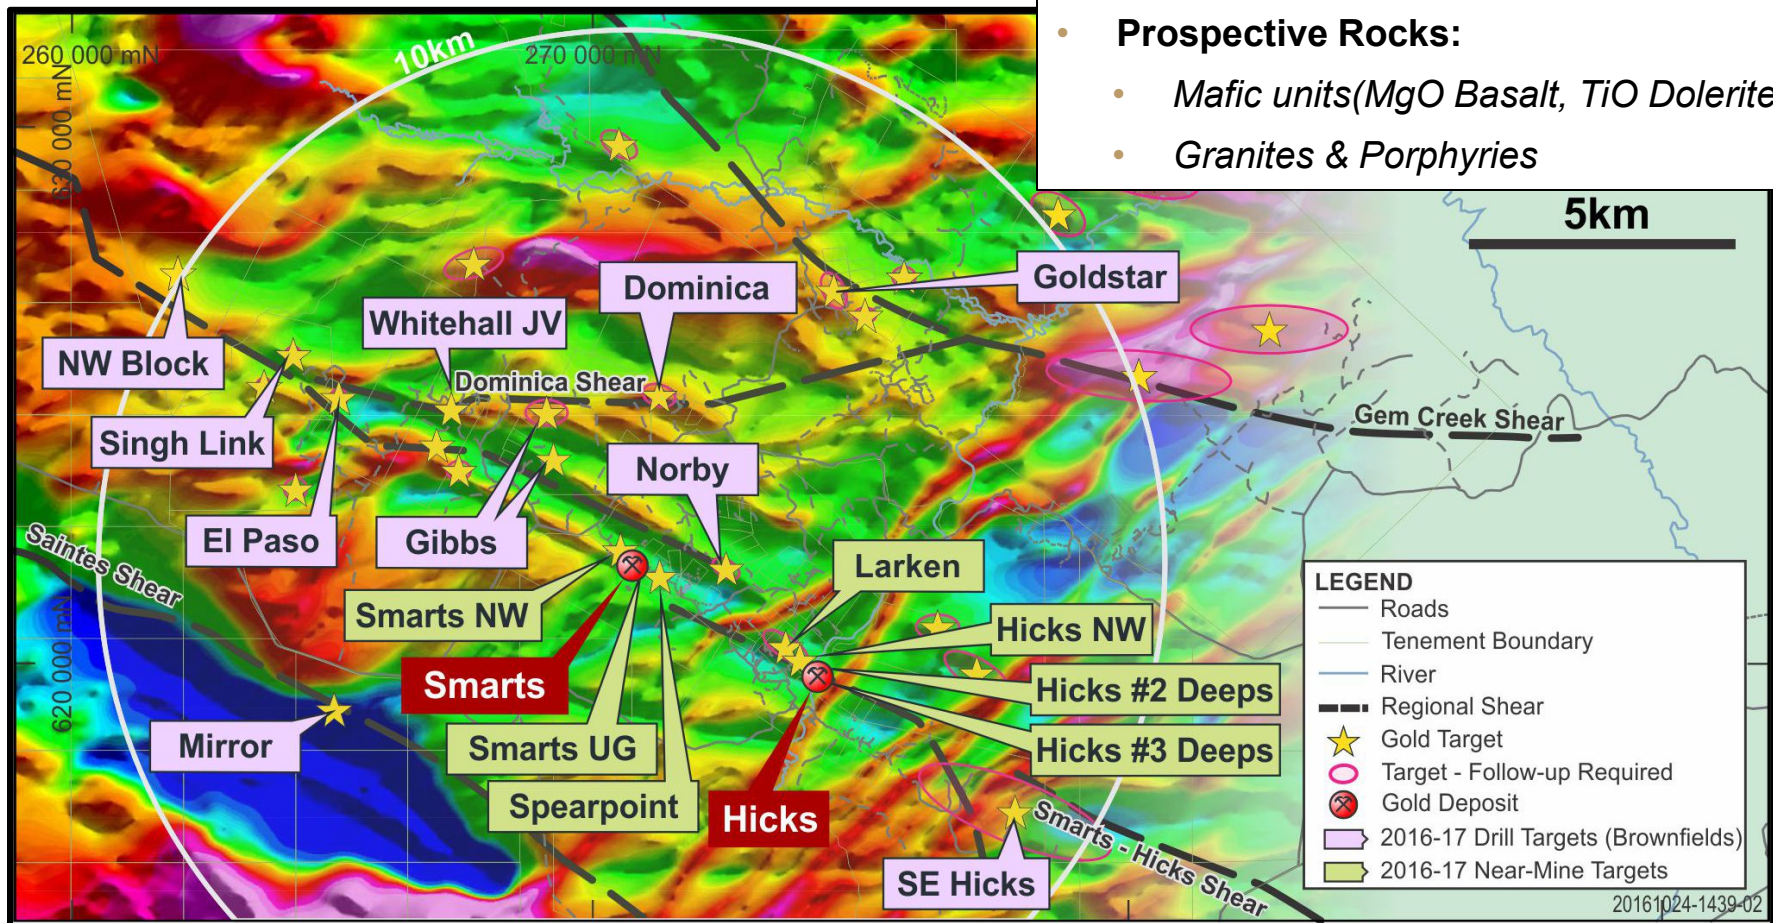 • Prospective Rocks:
• Mafic units(MgO Basalt, TiO Dolerite
• Granites & Porphyries
260 000 mN
10km
270 000 mN
630 000 mN
5km
Goldstar
Dominica
Whitehall JV
NW Block
Dominica Shear
Gem Creek Shear
Singh Link
Norby
El Paso
Gibbs
Saintes Shear
Larken
Smarts NW
Hicks NW
Smarts
Hicks #2 Deeps
620 000 mN
Mirror
Smarts UG
Hicks #3 Deeps
Spearpoint
Hicks
Smarts - Hicks Shear
SE Hicks
LEGEND
Roads
Tenement Boundary
River
Regional Shear
Gold Target
Target - Follow-up Required
Gold Deposit
2016-17 Drill Targets (Brownfields)
2016-17 Near-Mine Targets
20161024-1439-02